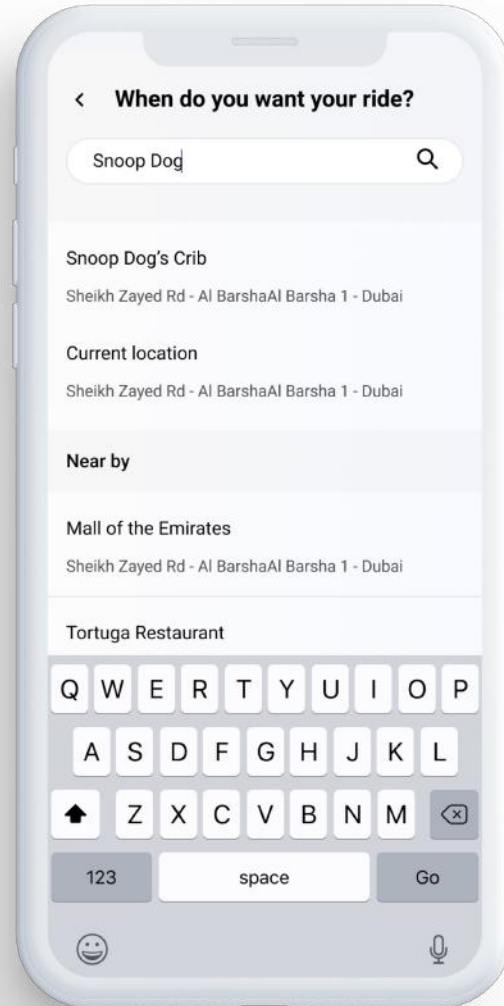 When do you want your ride?
Snoop Dog
Snoop Dog's Crib
Sheikh Zayed Rd - Al BarshaAl Barsha 1 - Dubai
Current location
Sheikh Zayed Rd - Al BarshaAl Barsha 1 - Dubai
Near by
Mall of the Emirates
Sheikh Zayed Rd - Al BarshaAl Barsha 1 - Dubai
Tortuga Restaurant
Q W E R T Y U I O P
A S D F G H J K L
Z X C V B N M
123 space Go